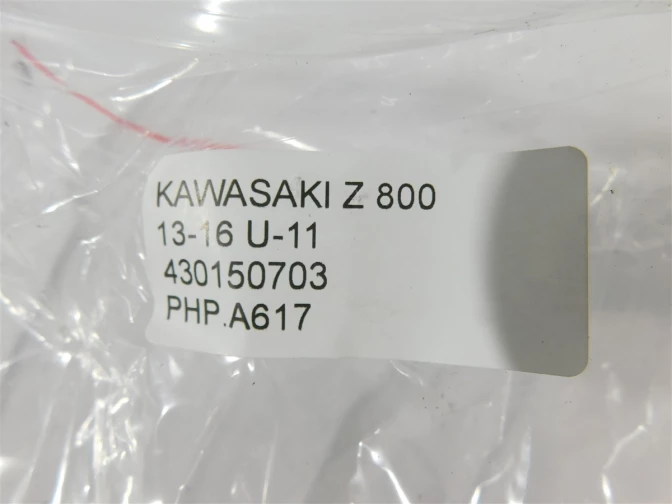 KAWASAKI Z 800
13-16 U-11
430150703
PHP.A617